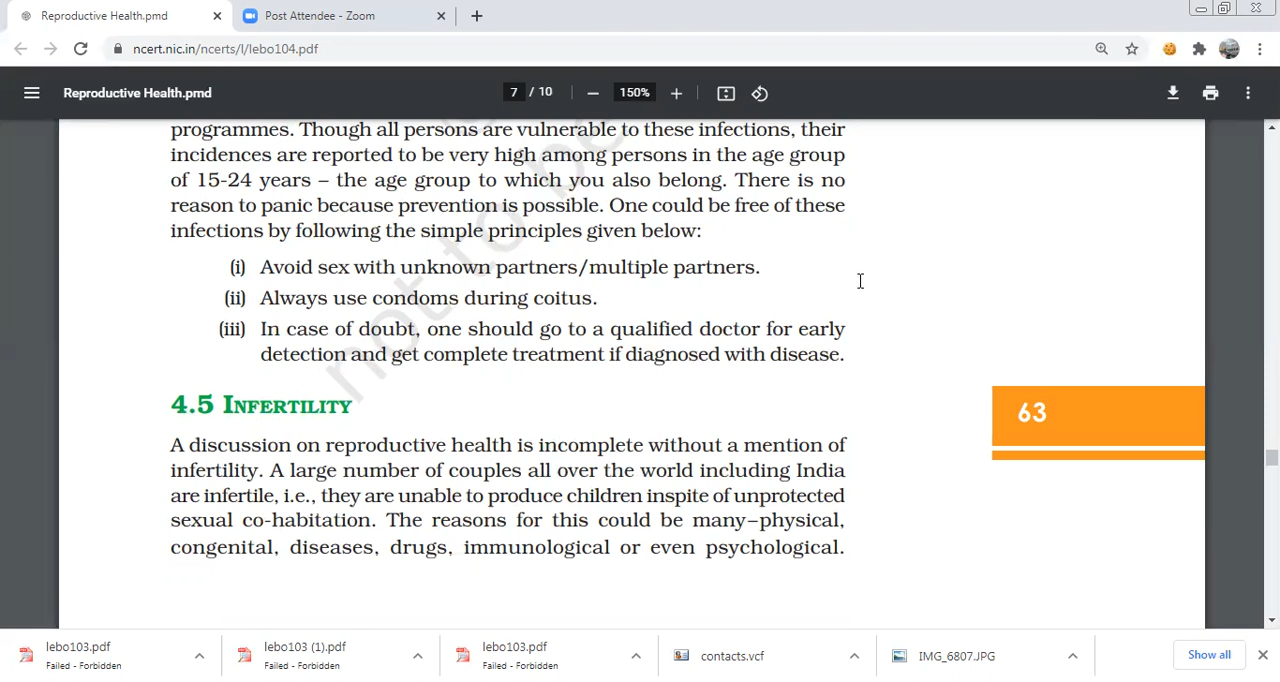 Reproductive Health.pmd
Post Attendee - Zoom
ncert.nic.in/ncerts/l/lebo104.pdf
Reproductive Health.pmd
7 / 10
150%
programmes. Though all persons are vulnerable to these infections, their
incidences are reported to be very high among persons in the age group
of 15-24 years – the age group to which you also belong. There is no
reason to panic because prevention is possible. One could be free of these
infections by following the simple principles given below:
(i) Avoid sex with unknown partners/multiple partners.
(ii) Always use condoms during coitus.
(iii) In case of doubt, one should go to a qualified doctor for early
detection and get complete treatment if diagnosed with disease.
4.5 INFERTILITY
63
A discussion on reproductive health is incomplete without a mention of
infertility. A large number of couples all over the world including India
are infertile, i.e., they are unable to produce children inspite of unprotected
sexual co-habitation. The reasons for this could be many–physical,
congenital, diseases, drugs, immunological or even psychological.
not to be
lebo103.pdf
Failed - Forbidden
lebo103 (1).pdf
Failed - Forbidden
lebo103.pdf
Failed - Forbidden
contacts.vcf
IMG_6807.JPG
Show all